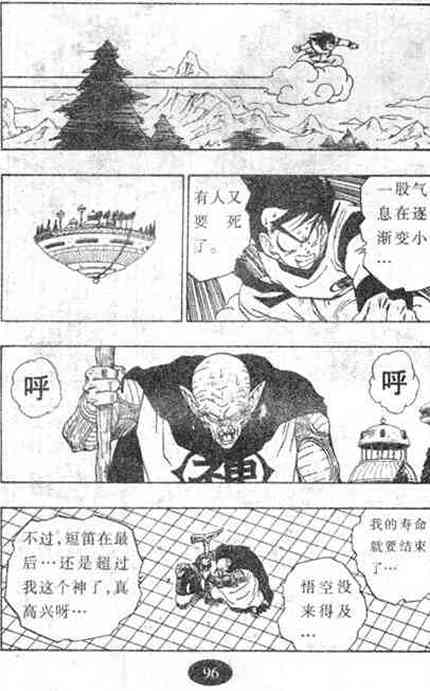 一股气
息在逐
渐变小
…
有人又
要 死
了。
呼
呼
神
我的寿命
就要结束
了…
悟空没
来得及
…
不过,短笛在最
后…还是超过
我这个神了,真
高兴呀…
96